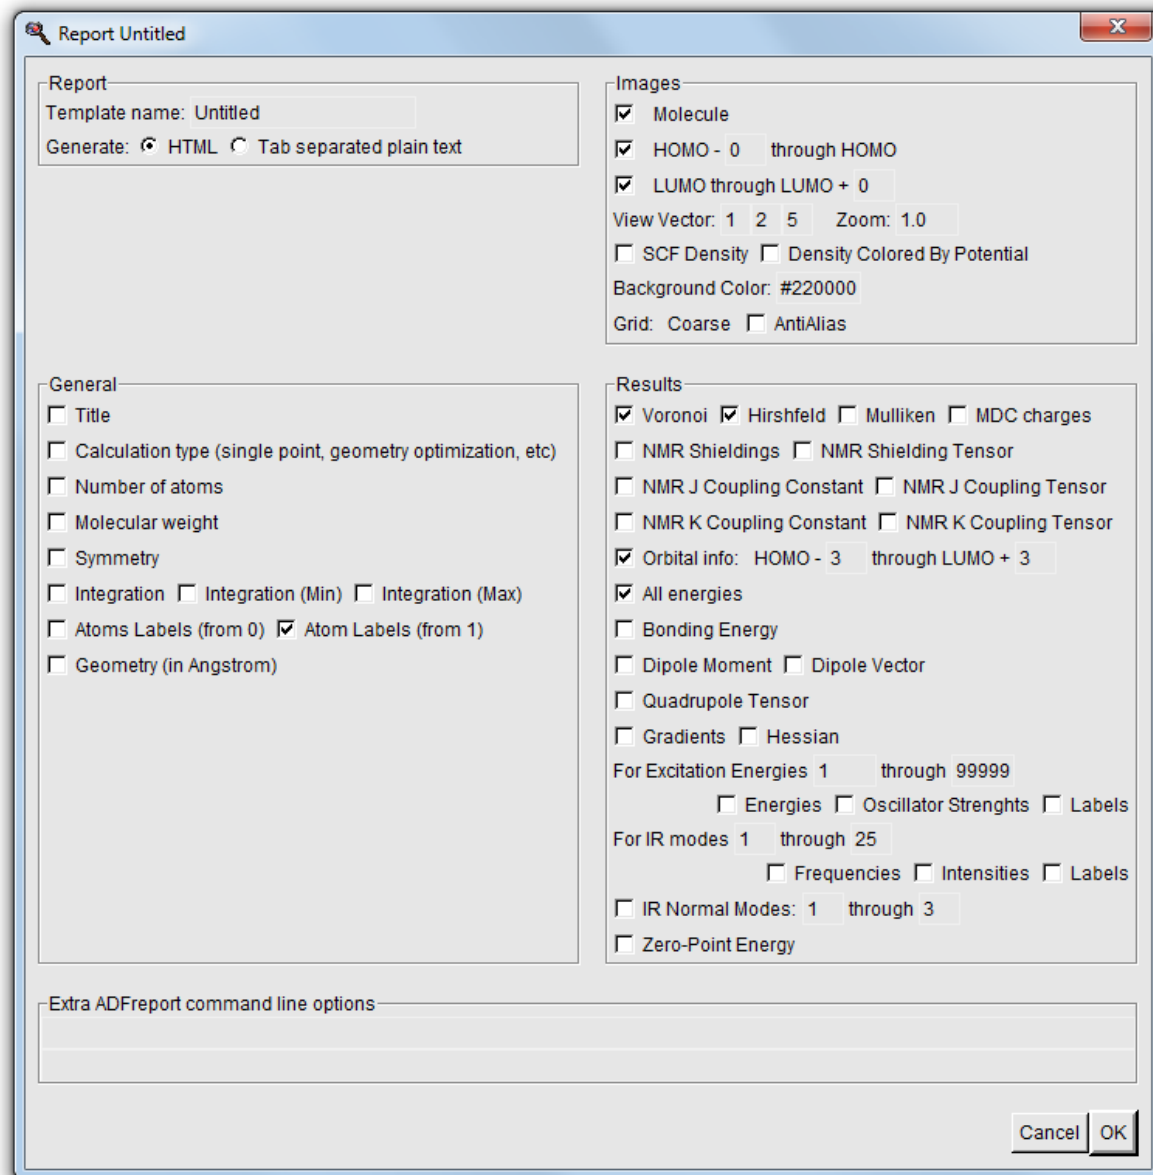 Report Untitled
Report
Template name: Untitled
Generate: HTML Tab separated plain text
Images
Molecule
HOMO - 0 through HOMO
LUMO through LUMO + 0
View Vector: 1 2 5 Zoom: 1.0
SCF Density Density Colored By Potential
Background Color: #220000
Grid: Coarse AntiAlias
General
Title
Calculation type (single point, geometry optimization, etc)
Number of atoms
Molecular weight
Symmetry
Integration Integration (Min) Integration (Max)
Atoms Labels (from 0) Atom Labels (from 1)
Geometry (in Angstrom)
Results
Voronoi Hirshfeld Mulliken MDC charges
NMR Shieldings NMR Shielding Tensor
NMR J Coupling Constant NMR J Coupling Tensor
NMR K Coupling Constant NMR K Coupling Tensor
Orbital info: HOMO - 3 through LUMO + 3
All energies
Bonding Energy
Dipole Moment Dipole Vector
Quadrupole Tensor
Gradients Hessian
For Excitation Energies 1 through 99999
Energies Oscillator Strenghts Labels
For IR modes 1 through 25
Frequencies Intensities Labels
IR Normal Modes: 1 through 3
Zero-Point Energy
Extra ADFreport command line options
Cancel OK